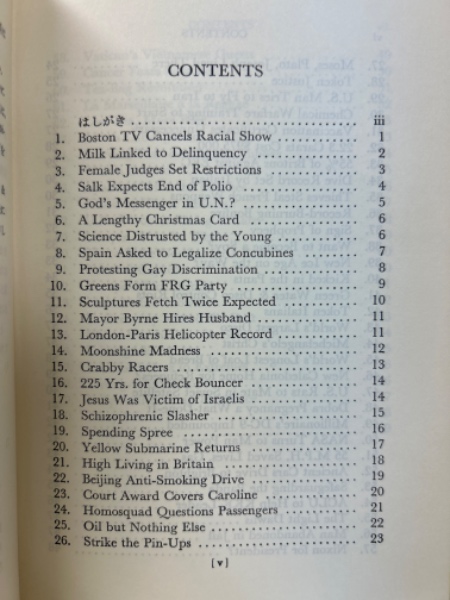 CONTENTS
はしがき .................................... iii
1. Boston TV Cancels Racial Show .................. 1
2. Milk Linked to Delinquency .................. 2
3. Female Judges Set Restrictions .................. 3
4. Salk Expects End of Polio .................. 4
5. God's Messenger in U.N.? .................. 5
6. A Lengthy Christmas Card .................. 6
7. Science Distrusted by the Young .................. 6
8. Spain Asked to Legalize Concubines .................. 7
9. Protesting Gay Discrimination .................. 8
10. Greens Form FRG Party .................. 9
11. Sculptures Fetch Twice Expected .................. 10
12. Mayor Byrne Hires Husband .................. 11
13. London-Paris Helicopter Record .................. 11
14. Moonshine Madness .................. 12
15. Crabby Racers .................. 13
16. 225 Yrs. for Check Bouncer .................. 14
17. Jesus Was Victim of Israelis .................. 14
18. Schizophrenic Slasher .................. 15
19. Spending Spree .................. 16
20. Yellow Submarine Returns .................. 17
21. High Living in Britain .................. 18
22. Beijing Anti-Smoking Drive .................. 19
23. Court Award Covers Caroline .................. 20
24. Homosquad Questions Passengers .................. 21
25. Oil but Nothing Else .................. 22
26. Strike the Pin-Ups .................. 23
[ v ]